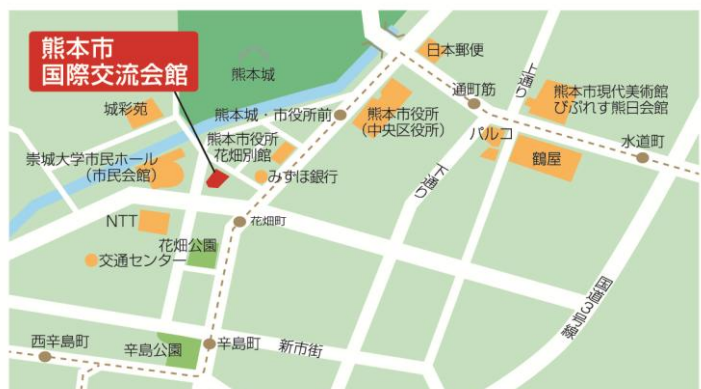 熊本市
国際交流会館
熊本城
日本郵便
上通り
通町筋
熊本市現代美術館
びぷれす熊日会館
城彩苑
熊本城・市役所前
熊本市役所
(中央区役所)
熊本市役所
花畑別館
パルコ
鶴屋
水道町
崇城大学市民ホール
(市民会館)
みずほ銀行
下通り
NTT
花畑町
花畑公園
交通センター
国道3号線
西辛島町
辛島公園
辛島町
新市街